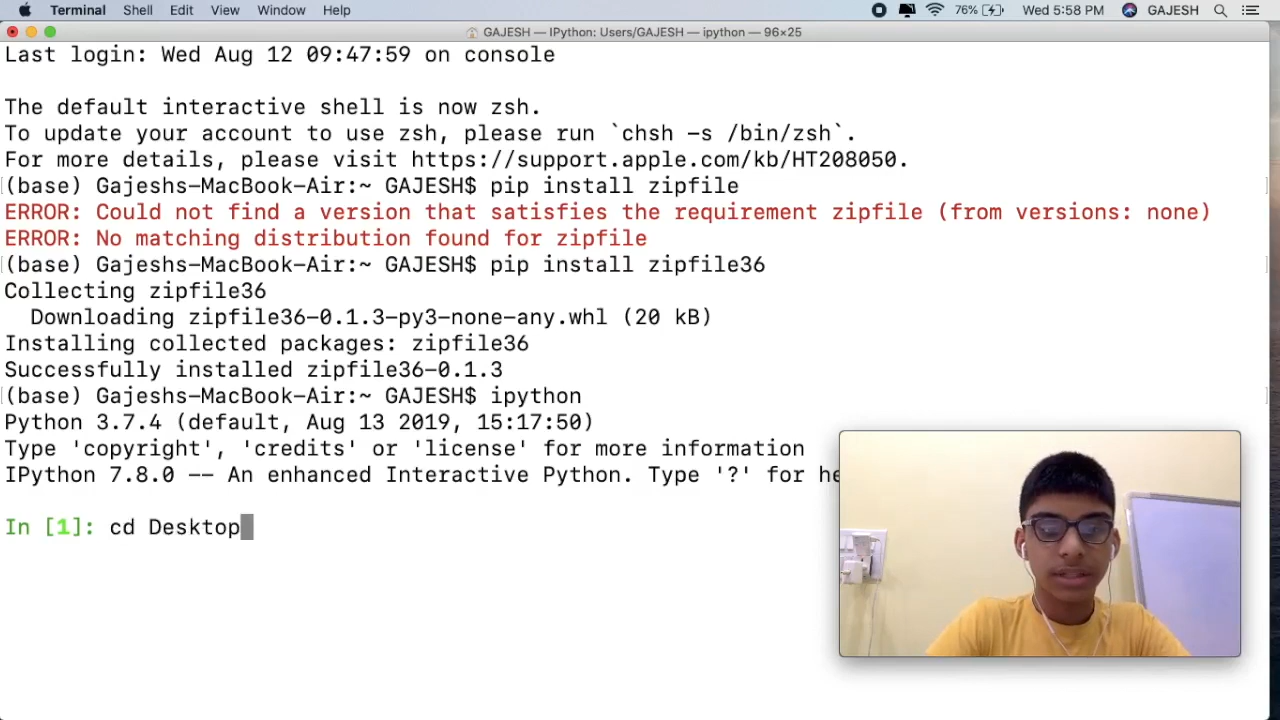 Terminal Shell Edit View Window Help 76% Wed 5:58 PM GAJESH
GAJESH — IPython: Users/GAJESH — ipython — 96×25
Last login: Wed Aug 12 09:47:59 on console
The default interactive shell is now zsh.
To update your account to use zsh, please run `chsh -s /bin/zsh`.
For more details, please visit https://support.apple.com/kb/HT208050.
(base) Gajeshs-MacBook-Air:~ GAJESH$ pip install zipfile
ERROR: Could not find a version that satisfies the requirement zipfile (from versions: none)
ERROR: No matching distribution found for zipfile
(base) Gajeshs-MacBook-Air:~ GAJESH$ pip install zipfile36
Collecting zipfile36
Downloading zipfile36-0.1.3-py3-none-any.whl (20 kB)
Installing collected packages: zipfile36
Successfully installed zipfile36-0.1.3
(base) Gajeshs-MacBook-Air:~ GAJESH$ ipython
Python 3.7.4 (default, Aug 13 2019, 15:17:50)
Type 'copyright', 'credits' or 'license' for more information
IPython 7.8.0 -- An enhanced Interactive Python. Type '?' for he
In [1]: cd Desktop